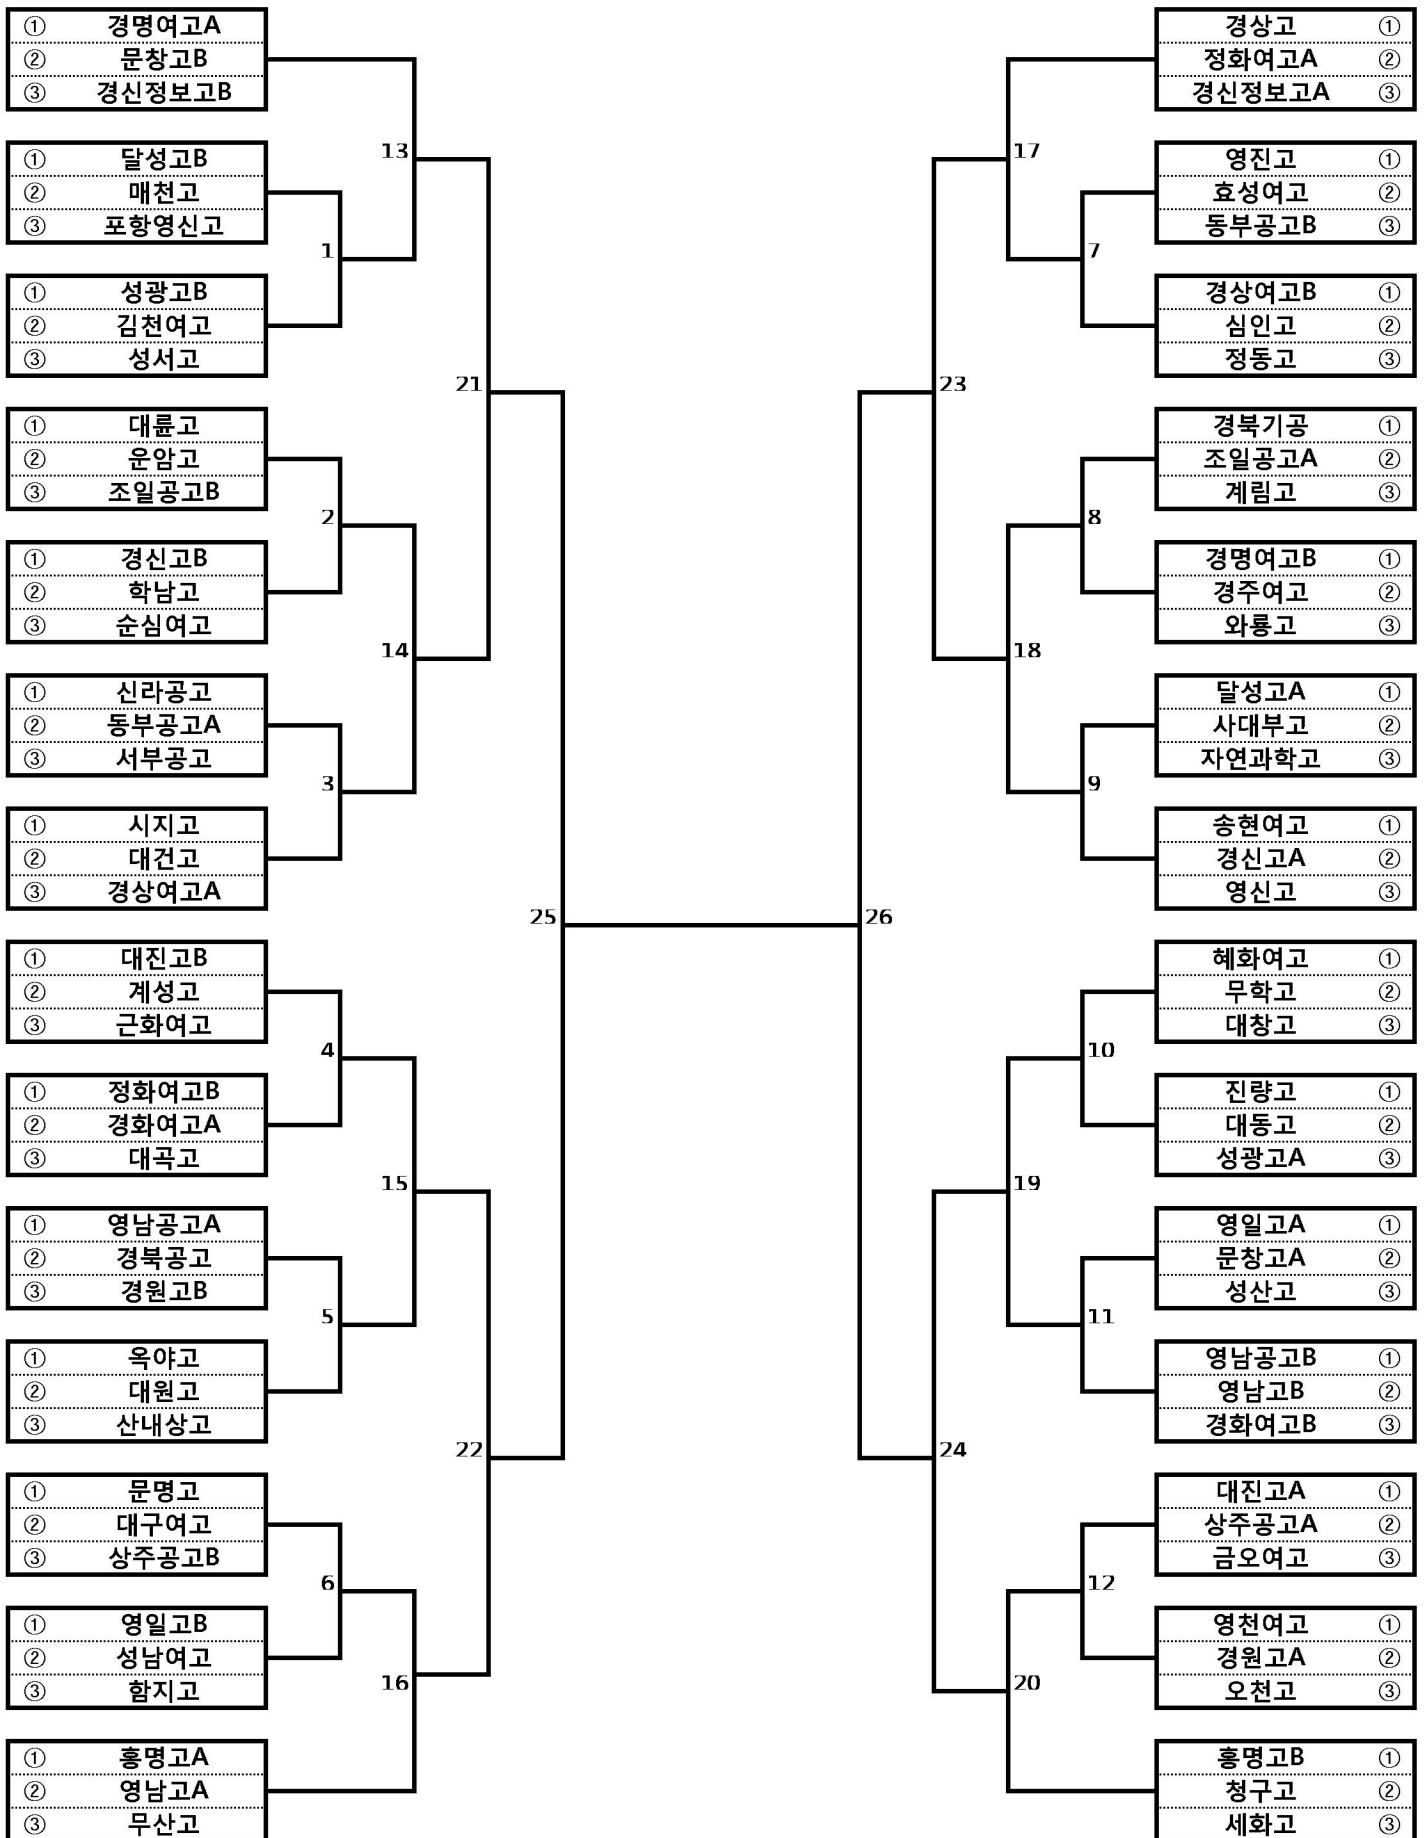 ① 경명여고A
② 문창고B
③ 경신정보고B
① 달성고B
② 매천고
③ 포항영신고
① 성광고B
② 김천여고
③ 성서고
① 대륜고
② 운암고
③ 조일공고B
① 경신고B
② 학남고
③ 순심여고
① 신라공고
② 동부공고A
③ 서부공고
① 시지고
② 대건고
③ 경상여고A
① 대진고B
② 계성고
③ 근화여고
① 정화여고B
② 경화여고A
③ 대곡고
① 영남공고A
② 경북공고
③ 경원고B
① 옥야고
② 대원고
③ 산내상고
① 문명고
② 대구여고
③ 상주공고B
① 영일고B
② 성남여고
③ 함지고
① 홍명고A
② 영남고A
③ 무산고
1
2
3
4
5
6
13
14
15
16
21
22
25
26
23
24
17
18
19
20
7
8
9
10
11
12
경상고 ①
정화여고A ②
경신정보고A ③
영진고 ①
효성여고 ②
동부공고B ③
경상여고B ①
심인고 ②
정동고 ③
경북기공 ①
조일공고A ②
계림고 ③
경명여고B ①
경주여고 ②
와룡고 ③
달성고A ①
사대부고 ②
자연과학고 ③
송현여고 ①
경신고A ②
영신고 ③
혜화여고 ①
무학고 ②
대창고 ③
진량고 ①
대동고 ②
성광고A ③
영일고A ①
문창고A ②
성산고 ③
영남공고B ①
영남고B ②
경화여고B ③
대진고A ①
상주공고A ②
금오여고 ③
영천여고 ①
경원고A ②
오천고 ③
홍명고B ①
청구고 ②
세화고 ③